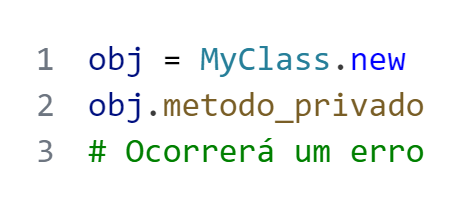 1 obj = MyClass.new
2 obj.metodo_privado
3 # Ocorrerá um erro